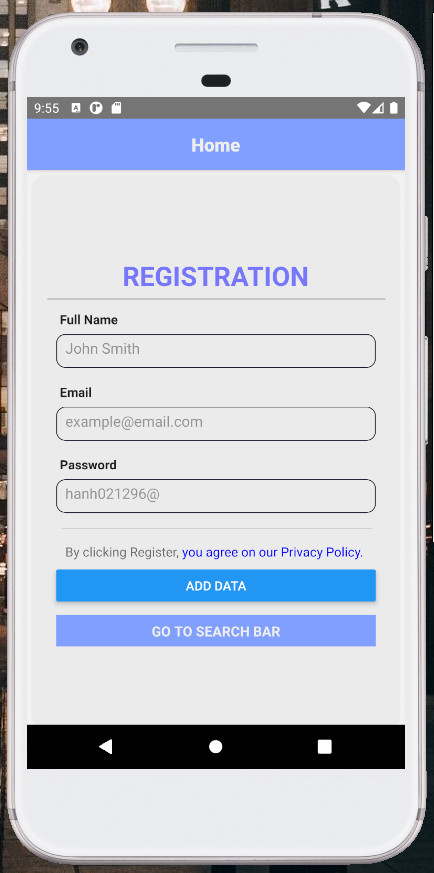 9:55
Home
REGISTRATION
Full Name
John Smith
Email
example@email.com
Password
hanh021296@
By clicking Register, you agree on our Privacy Policy.
ADD DATA
GO TO SEARCH BAR